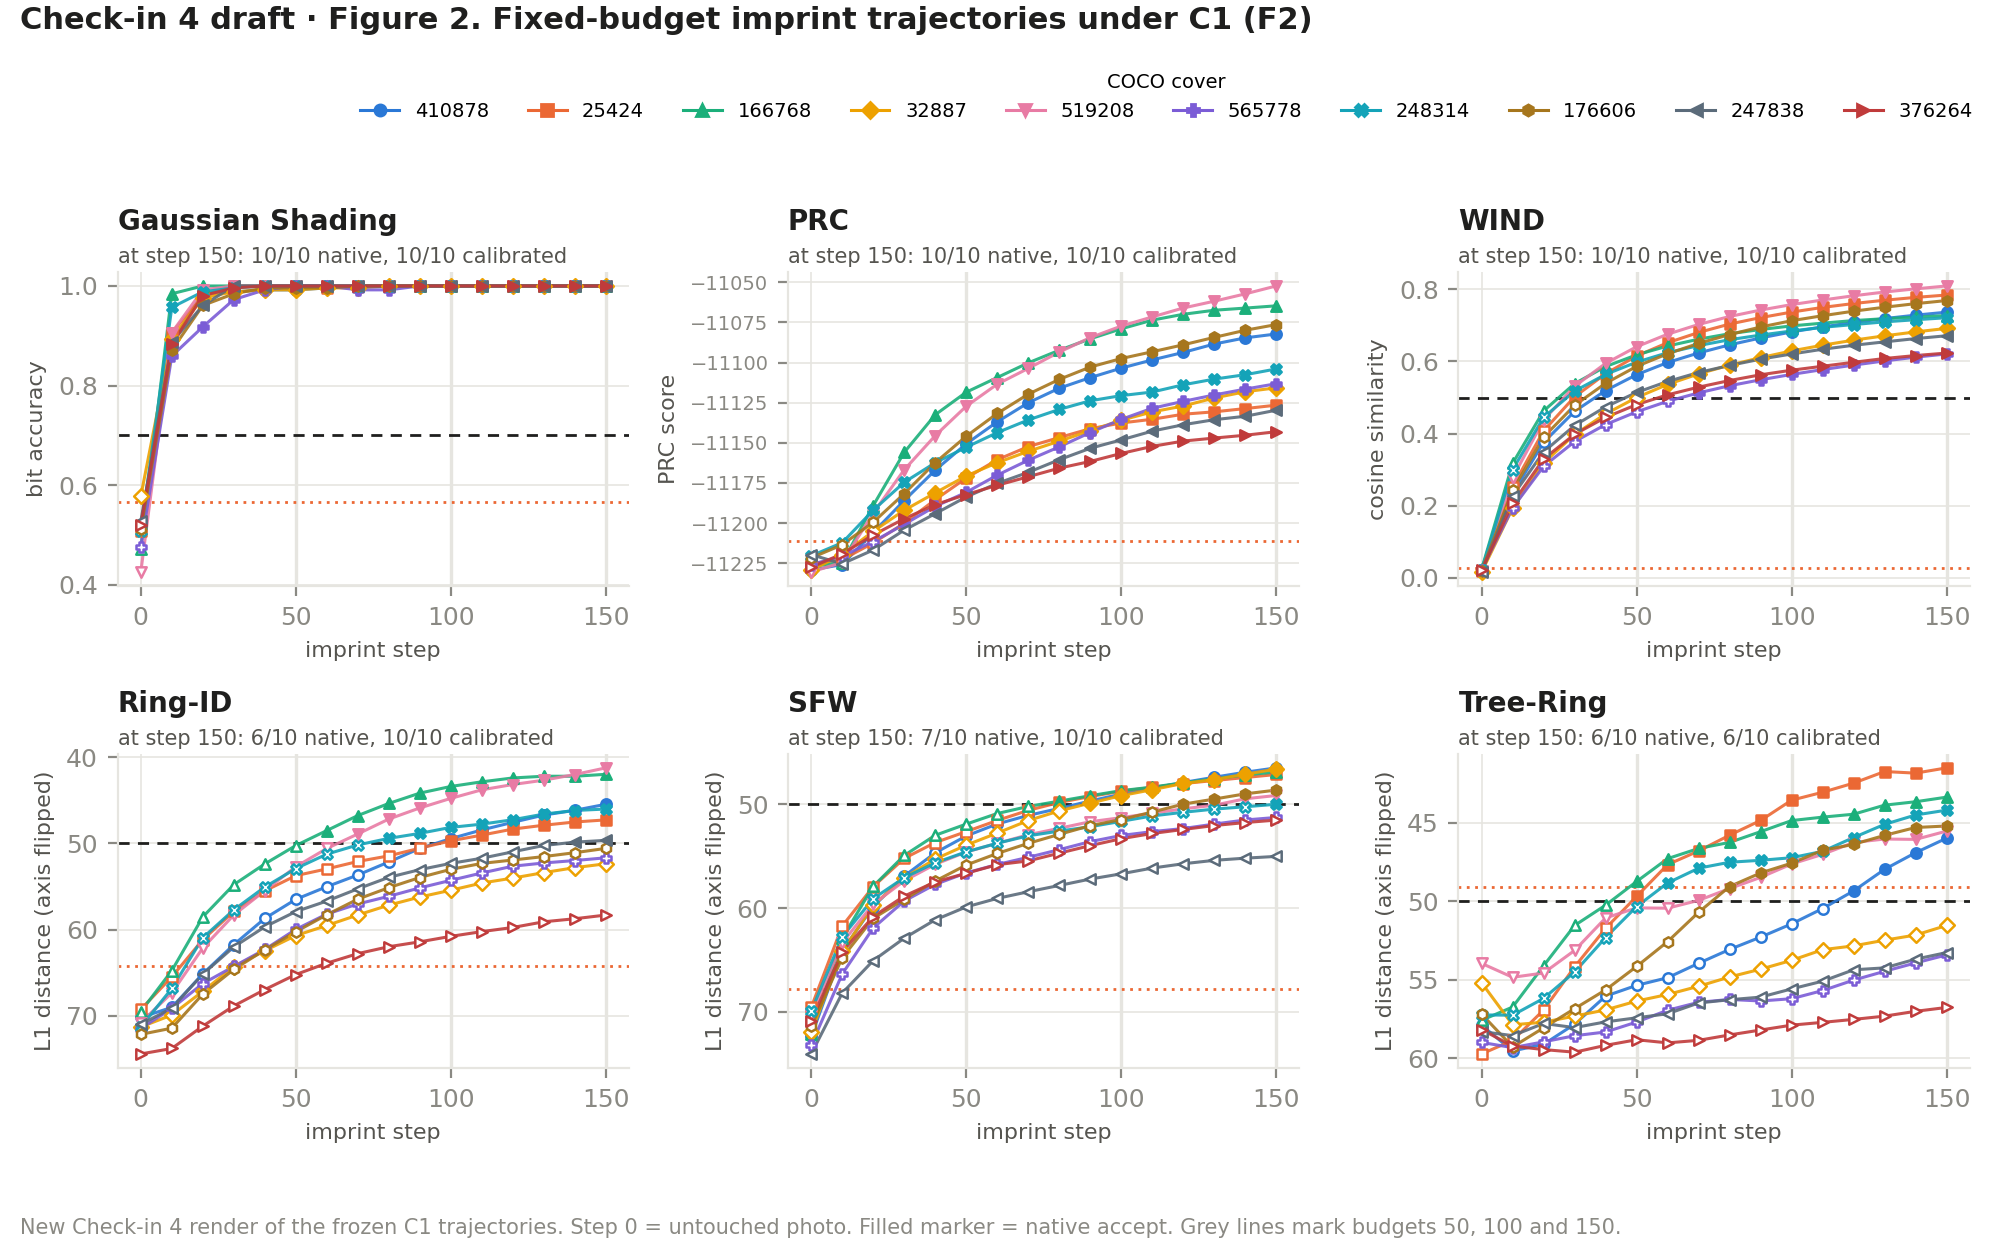 Check-in 4 draft · Figure 2. Fixed-budget imprint trajectories under C1 (F2)
COCO cover
410878 25424 166768 32887 519208 565778 248314 176606 247838 376264
Gaussian Shading
at step 150: 10/10 native, 10/10 calibrated
bit accuracy
1.0
0.8
0.6
0.4
0 50 100 150
imprint step
PRC
at step 150: 10/10 native, 10/10 calibrated
PRC score
−11050
−11075
−11100
−11125
−11150
−11175
−11200
−11225
0 50 100 150
imprint step
WIND
at step 150: 10/10 native, 10/10 calibrated
cosine similarity
0.8
0.6
0.4
0.2
0.0
0 50 100 150
imprint step
Ring-ID
at step 150: 6/10 native, 10/10 calibrated
L1 distance (axis flipped)
40
50
60
70
0 50 100 150
imprint step
SFW
at step 150: 7/10 native, 10/10 calibrated
L1 distance (axis flipped)
50
60
70
0 50 100 150
imprint step
Tree-Ring
at step 150: 6/10 native, 6/10 calibrated
L1 distance (axis flipped)
45
50
55
60
0 50 100 150
imprint step
New Check-in 4 render of the frozen C1 trajectories. Step 0 = untouched photo. Filled marker = native accept. Grey lines mark budgets 50, 100 and 150.